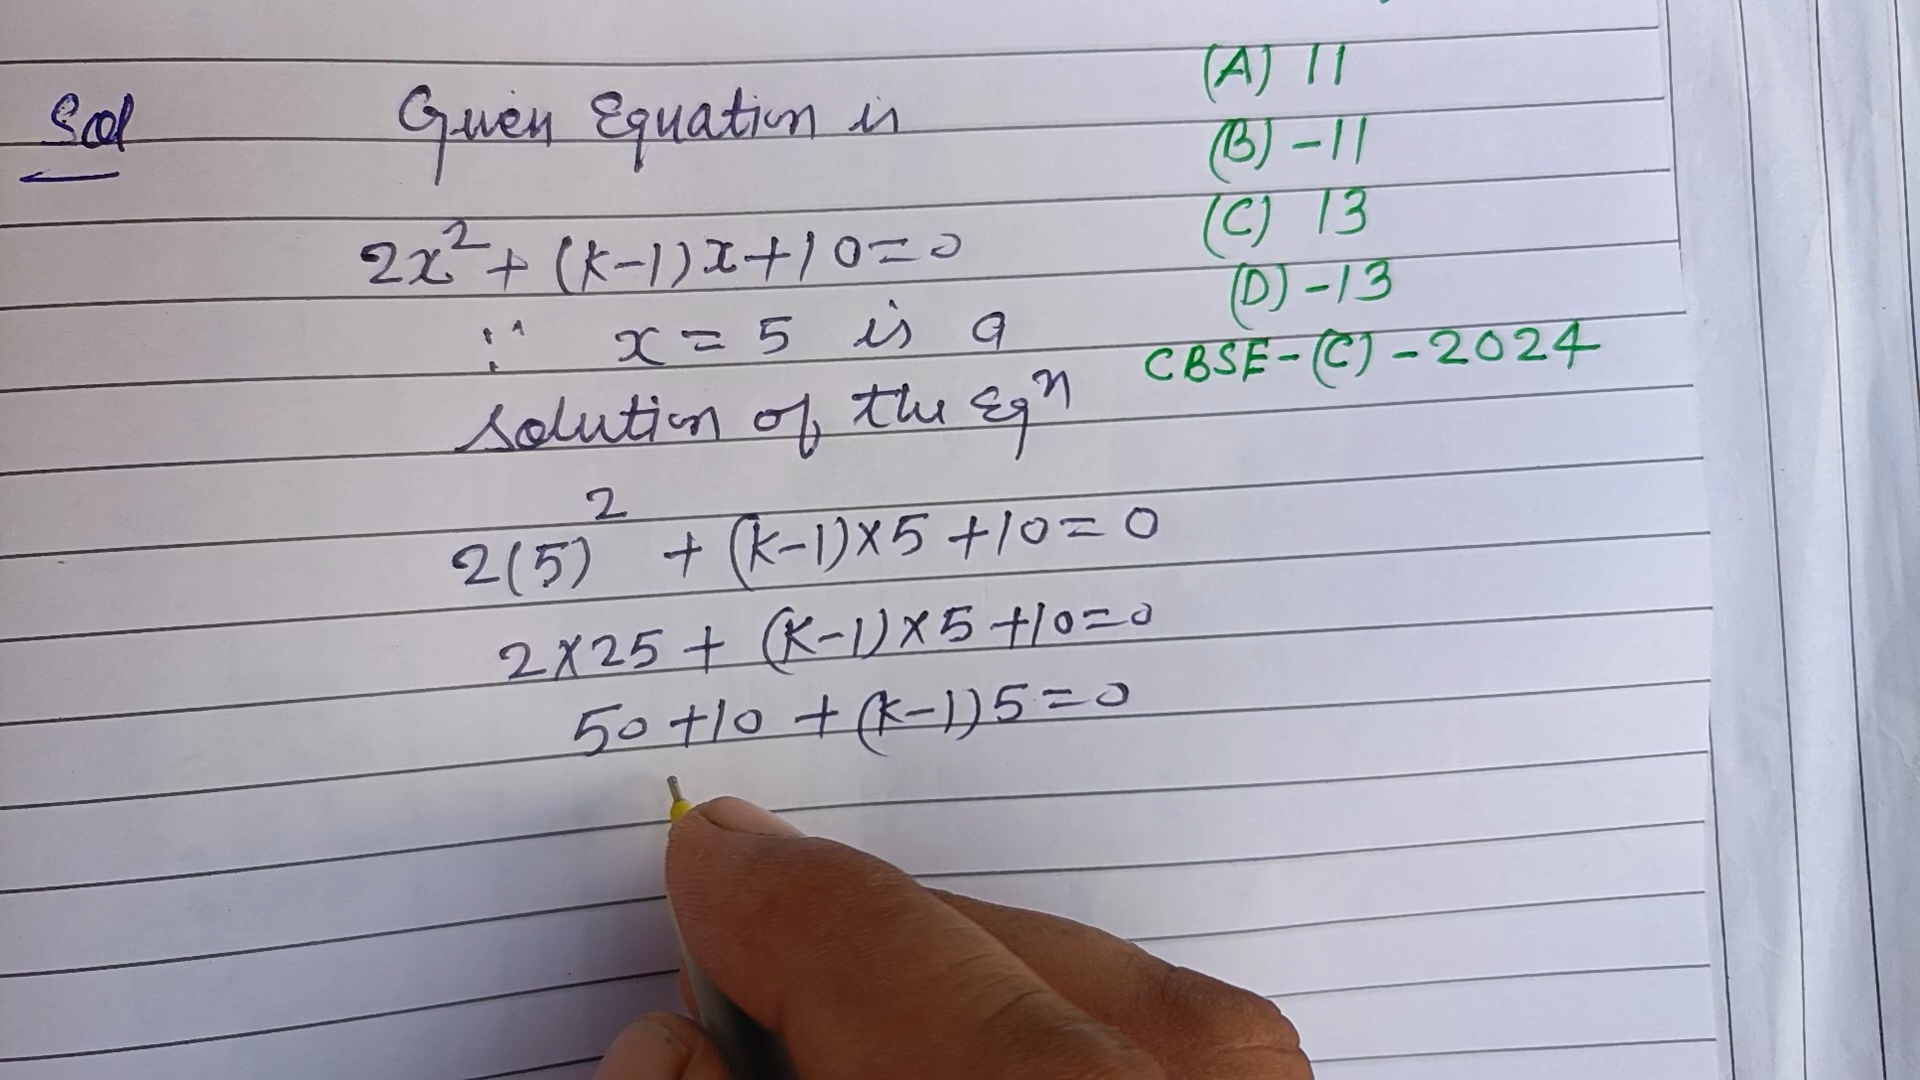 Sol Given Equation is
2x² + (k-1)x+10=0
∵ x = 5 is a
solution of the Eqⁿ
2(5)² + (k-1)×5+10=0
2×25+ (k-1)×5+10=0
50+10 + (k-1)5=0
(A) 11
(B) -11
(C) 13
(D) -13
CBSE-(C)-2024